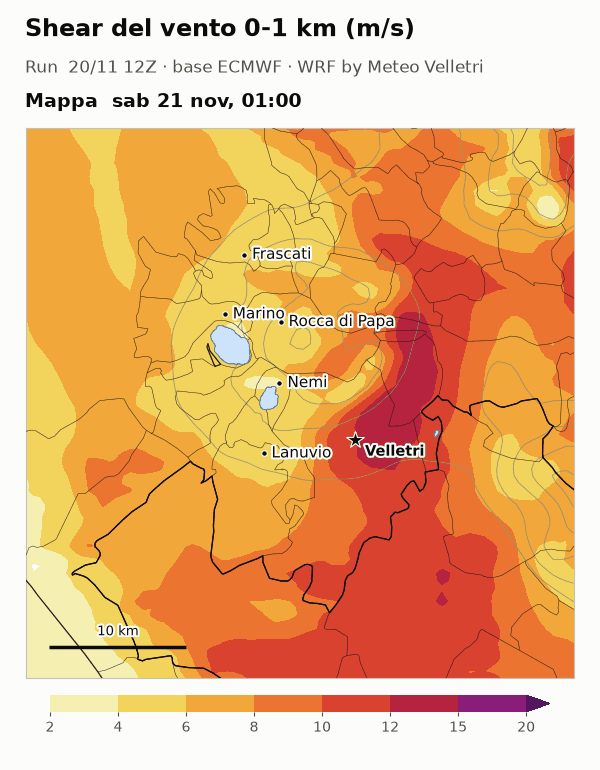 Shear del vento 0-1 km (m/s)
Run  20/11 12Z · base ECMWF · WRF by Meteo Velletri
Mappa  sab 21 nov, 01:00
Frascati
Marino
Rocca di Papa
Nemi
Velletri
Lanuvio
10 km
2 4 6 8 10 12 15 20